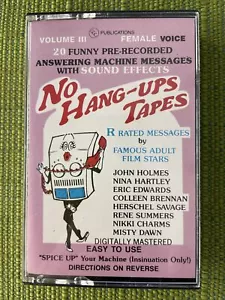 VOLUME III
PUBLICATIONS
FEMALE VOICE
20 FUNNY PRE-RECORDED
ANSWERING MACHINE MESSAGES
WITH SOUND EFFECTS
NO
HANG-UPS
TAPES
R RATED MESSAGES
by
FAMOUS ADULT
FILM STARS
JOHN HOLMES
NINA HARTLEY
ERIC EDWARDS
COLLEEN BRENNAN
HERSCHEL SAVAGE
RENE SUMMERS
NIKKI CHARMS
MISTY DAWN
DIGITALLY MASTERED
EASY TO USE
"SPICE UP" Your Machine (Insinuation Only!)
DIRECTIONS ON REVERSE